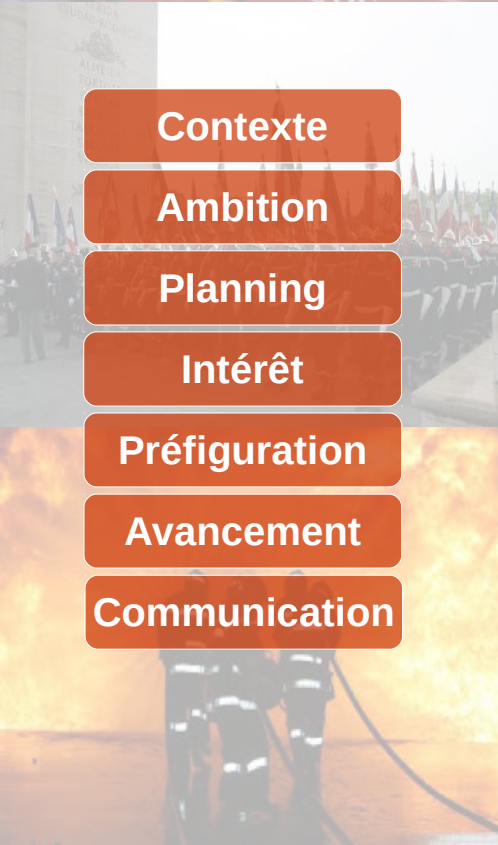 Contexte
Ambition
Planning
Intérêt
Préfiguration
Avancement
Communication